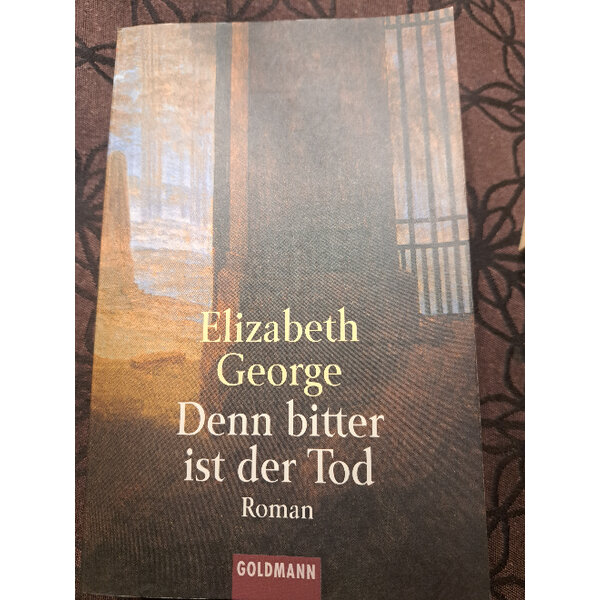 Elizabeth
George
Denn bitter
ist der Tod
Roman
GOLDMANN